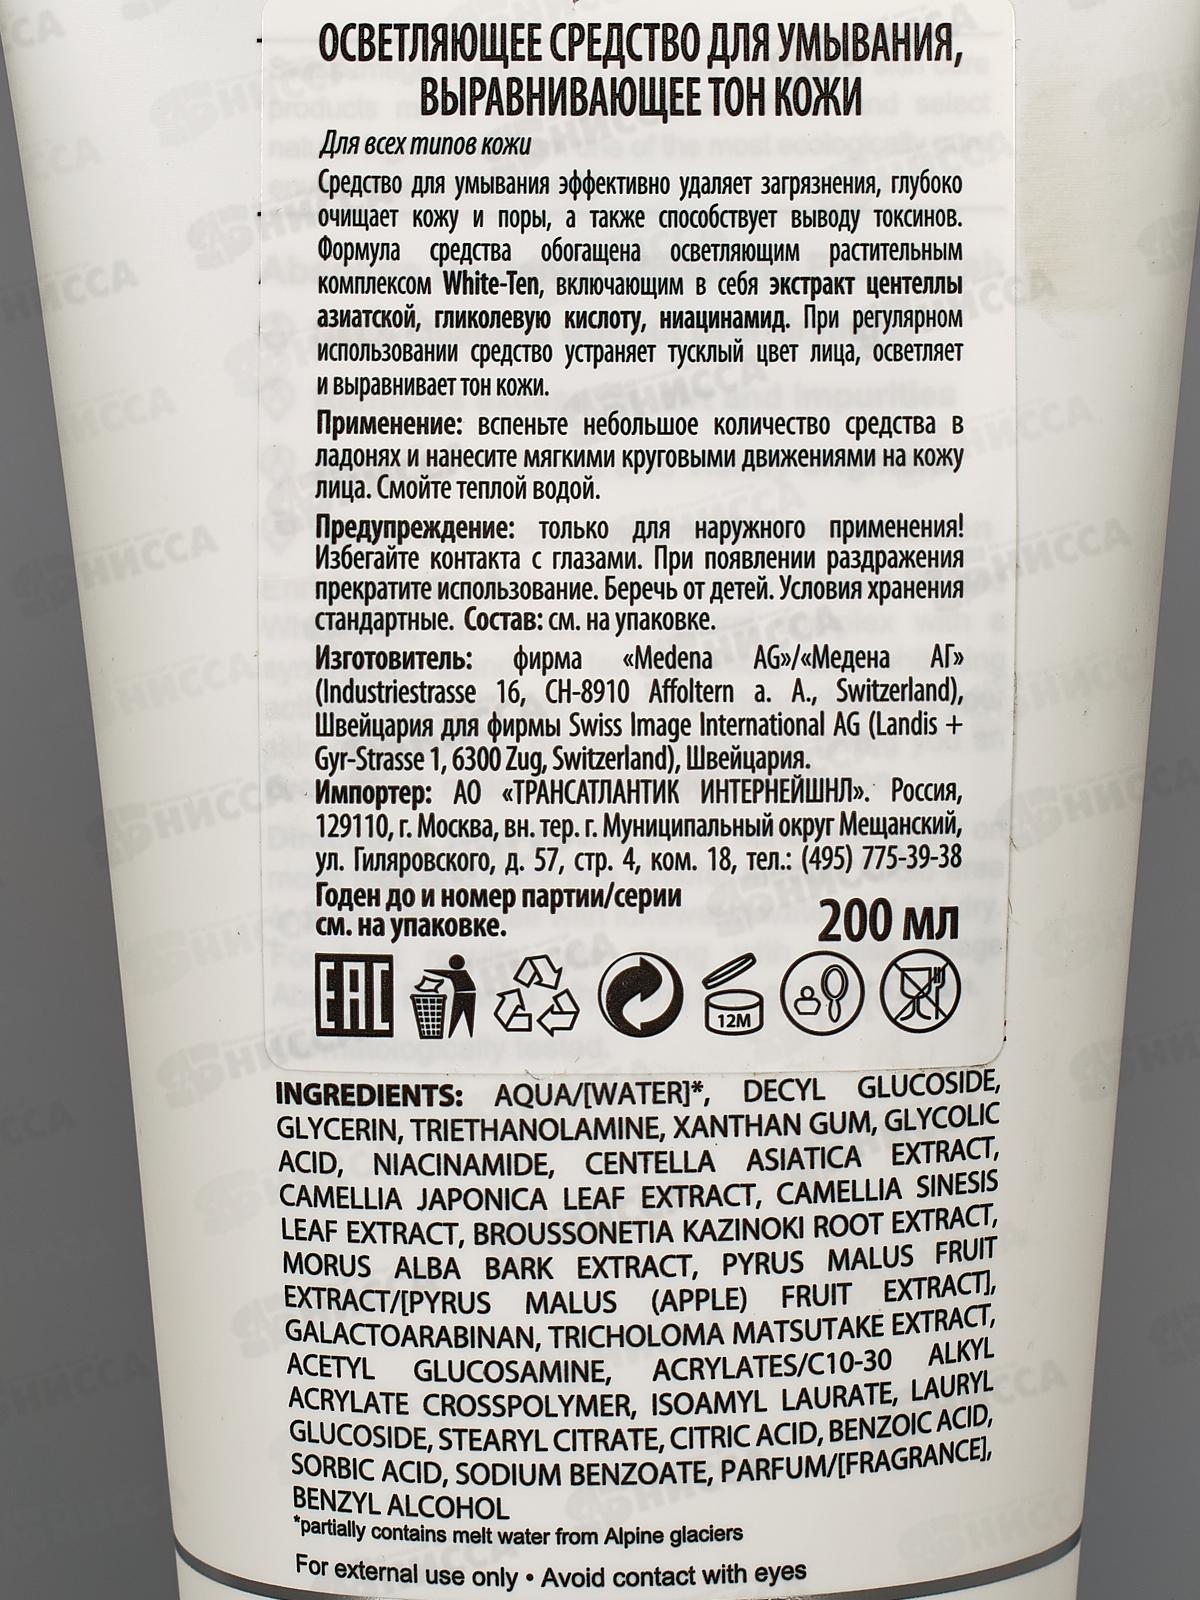 ОСВЕТЛЯЮЩЕЕ СРЕДСТВО ДЛЯ УМЫВАНИЯ,
ВЫРАВНИВАЮЩЕЕ ТОН КОЖИ
Для всех типов кожи
Средство для умывания эффективно удаляет загрязнения, глубоко
очищает кожу и поры, а также способствует выводу токсинов.
Формула средства обогащена осветляющим растительным
комплексом White-Ten, включающим в себя экстракт центеллы
азиатской, гликолевую кислоту, ниацинамид. При регулярном
использовании средство устраняет тусклый цвет лица, осветляет
и выравнивает тон кожи.
Применение: вспеньте небольшое количество средства в
ладонях и нанесите мягкими круговыми движениями на кожу
лица. Смойте теплой водой.
Предупреждение: только для наружного применения!
Избегайте контакта с глазами. При появлении раздражения
прекратите использование. Беречь от детей. Условия хранения
стандартные. Состав: см. на упаковке.
Изготовитель: фирма «Medena AG»/«Медена АГ»
(Industriestrasse 16, CH-8910 Affoltern a. A., Switzerland),
Швейцария для фирмы Swiss Image International AG (Landis +
Gyr-Strasse 1, 6300 Zug, Switzerland), Швейцария.
Импортер: АО «ТРАНСАТЛАНТИК ИНТЕРНЕЙШНЛ». Россия,
129110, г. Москва, вн. тер. г. Муниципальный округ Мещанский,
ул. Гиляровского, д. 57, стр. 4, ком. 18, тел.: (495) 775-39-38
Годен до и номер партии/серии
см. на упаковке.
200 мл
EAC
12M
INGREDIENTS: AQUA/[WATER]*, DECYL GLUCOSIDE,
GLYCERIN, TRIETHANOLAMINE, XANTHAN GUM, GLYCOLIC
ACID, NIACINAMIDE, CENTELLA ASIATICA EXTRACT,
CAMELLIA JAPONICA LEAF EXTRACT, CAMELLIA SINESIS
LEAF EXTRACT, BROUSSONETIA KAZINOKI ROOT EXTRACT,
MORUS ALBA BARK EXTRACT, PYRUS MALUS FRUIT
EXTRACT/[PYRUS MALUS (APPLE) FRUIT EXTRACT],
GALACTOARABINAN, TRICHOLOMA MATSUTAKE EXTRACT,
ACETYL GLUCOSAMINE, ACRYLATES/C10-30 ALKYL
ACRYLATE CROSSPOLYMER, ISOAMYL LAURATE, LAURYL
GLUCOSIDE, STEARYL CITRATE, CITRIC ACID, BENZOIC ACID,
SORBIC ACID, SODIUM BENZOATE, PARFUM/[FRAGRANCE],
BENZYL ALCOHOL
*partially contains melt water from Alpine glaciers
For external use only • Avoid contact with eyes